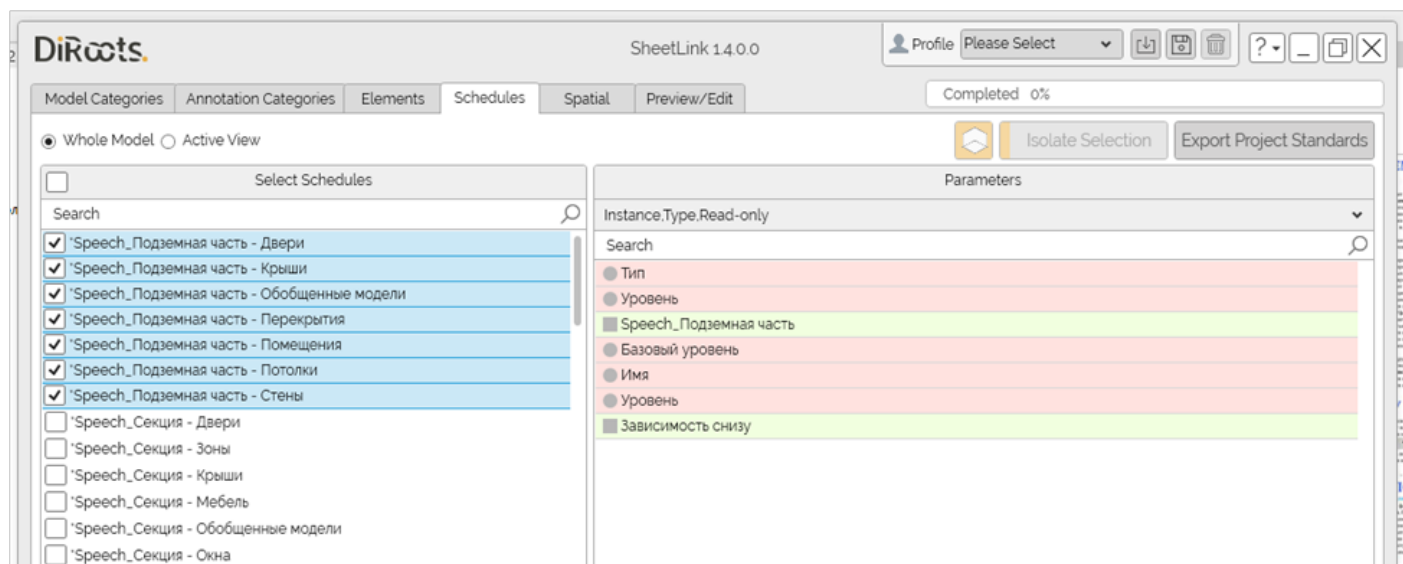 DiRoots.
SheetLink 1.4.0.0
Profile Please Select
?
Model Categories Annotation Categories Elements Schedules Spatial Preview/Edit
Completed 0%
Whole Model Active View
Isolate Selection Export Project Standards
Select Schedules
Search
*Speech_Подземная часть - Двери
*Speech_Подземная часть - Крыши
*Speech_Подземная часть - Обобщенные модели
*Speech_Подземная часть - Перекрытия
*Speech_Подземная часть - Помещения
*Speech_Подземная часть - Потолки
*Speech_Подземная часть - Стены
*Speech_Секция - Двери
*Speech_Секция - Зоны
*Speech_Секция - Крыши
*Speech_Секция - Мебель
*Speech_Секция - Обобщенные модели
*Speech_Секция - Окна
Parameters
Instance,Type,Read-only
Search
Тип
Уровень
Speech_Подземная часть
Базовый уровень
Имя
Уровень
Зависимость снизу